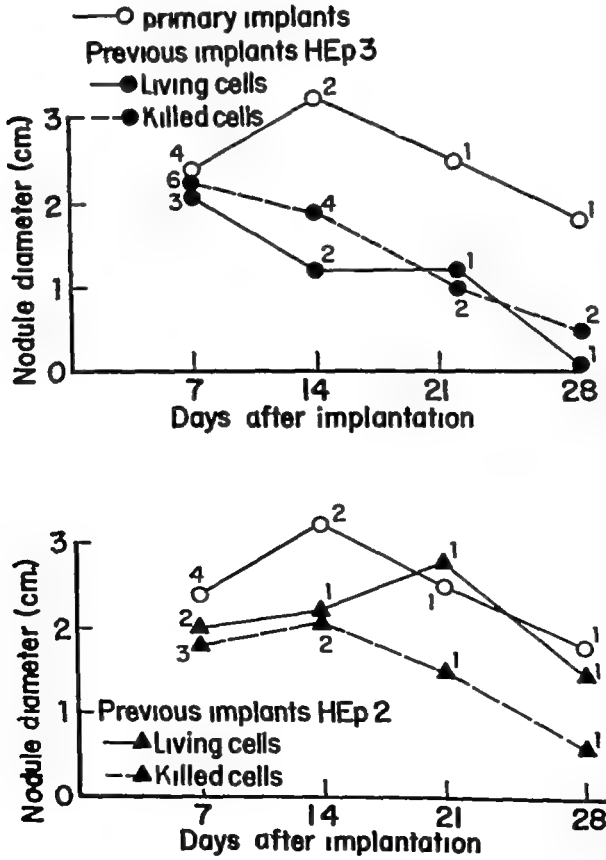 primary implants
Previous implants HEp 3
Living cells
Killed cells
Nodule diameter (cm.)
3
2
1
0
4
6
3
2
4
2
1
1
2
1
2
1
7 14 21 28
Days after implantation
Nodule diameter (cm.)
3
2
1
0
4
2
3
2
1
2
1
1
1
1
1
1
Previous implants HEp 2
Living cells
Killed cells
7 14 21 28
Days after implantation